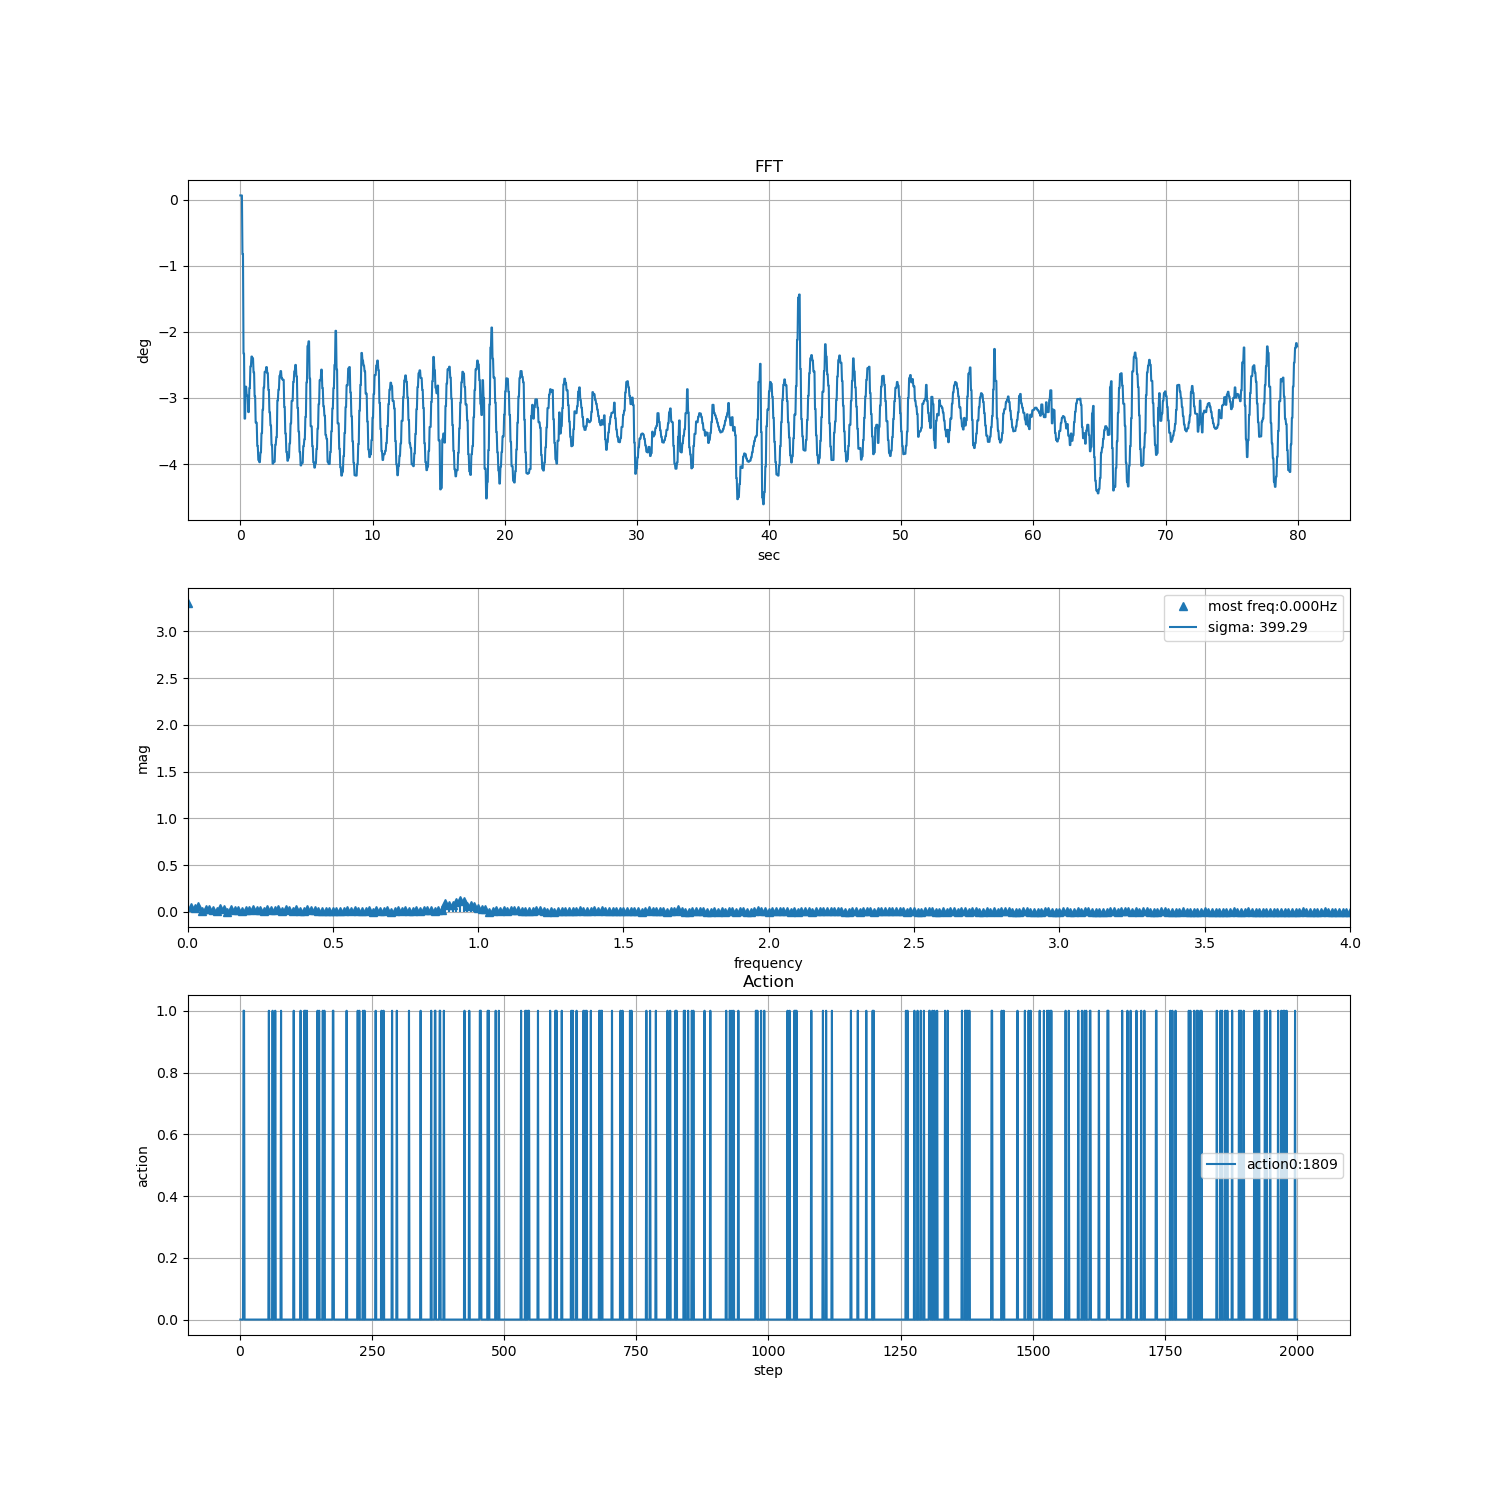 FFT
0
−1
−2
−3
−4
deg
0 10 20 30 40 50 60 70 80
sec
most freq:0.000Hz
sigma: 399.29
3.0
2.5
2.0
1.5
1.0
0.5
0.0
mag
0.0 0.5 1.0 1.5 2.0 2.5 3.0 3.5 4.0
frequency
Action
1.0
0.8
0.6
0.4
0.2
0.0
action
action0:1809
0 250 500 750 1000 1250 1500 1750 2000
step